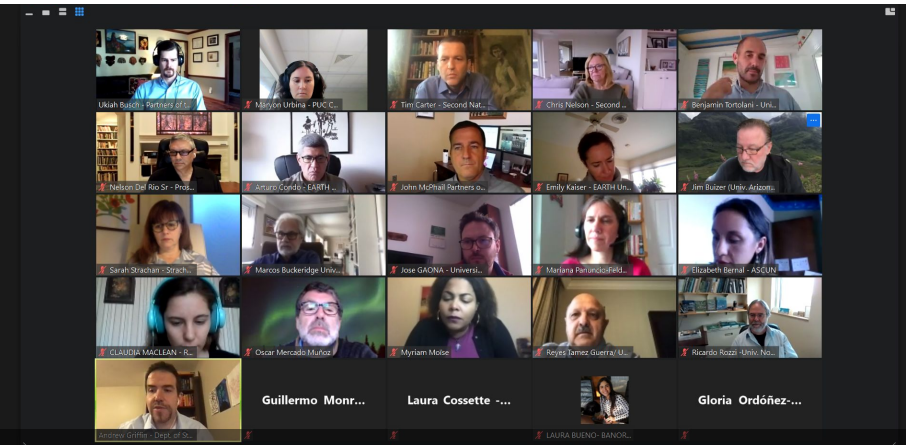 Ukiah Busch - Partners of t...
Maryon Urbina - PUC C...
Tim Carter - Second Nat...
Chris Nelson - Second ...
Benjamin Tortolani - Uni...
Nelson Del Rio Sr - Pros...
Arturo Condo - EARTH ...
John McPhail Partners o...
Emily Kaiser - EARTH Un...
Jim Buizer (Univ. Arizon...
Sarah Strachan - Strach...
Marcos Buckeridge Univ...
Jose GAONA - Universi...
Mariana Panuncio-Feld...
Elizabeth Bernal - ASCUN
CLAUDIA MACLEAN - R...
Oscar Mercado Muñoz
Myriam Moïse
Reyes Tamez Guerra/ U...
Ricardo Rozzi -Univ. No...
Andrew Griffin - Dept. of St...
Guillermo Monr...
Laura Cossette -...
LAURA BUENO- BANOR...
Gloria Ordóñez-...